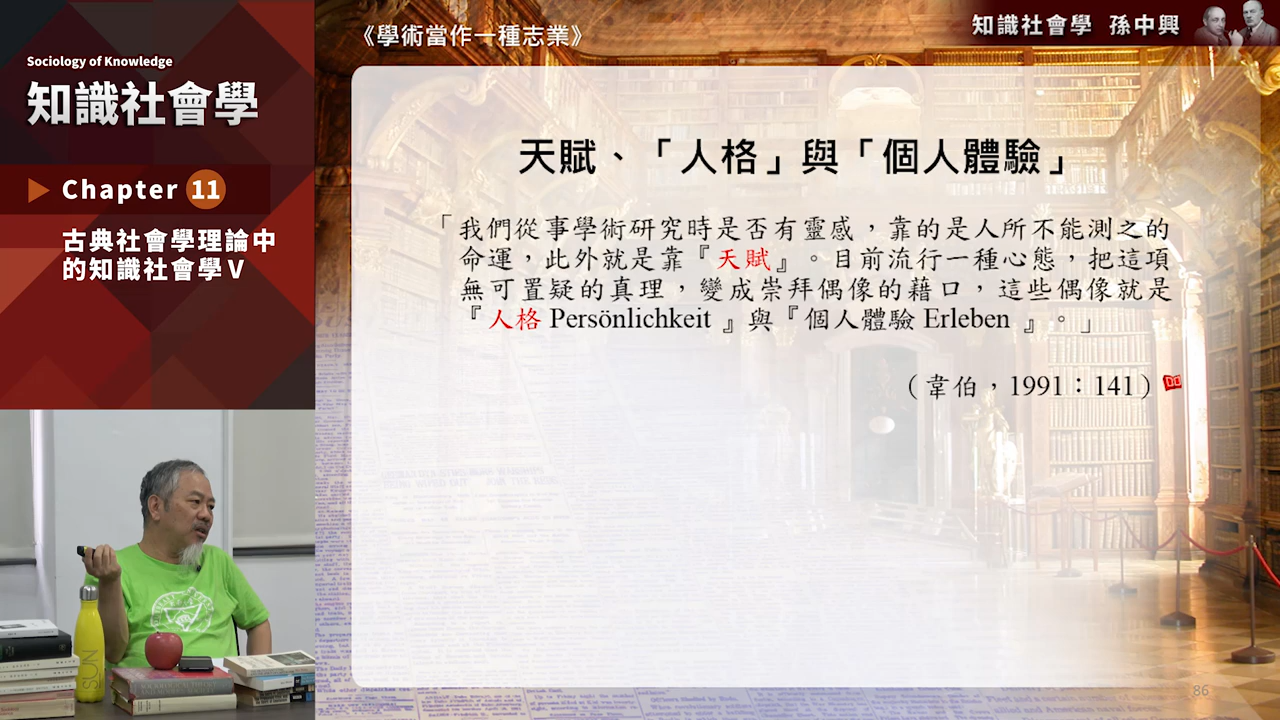 《學術當作一種志業》
知識社會學 孫中興
Sociology of Knowledge
知識社會學
Chapter 11
古典社會學理論中
的知識社會學 V
天賦、「人格」與「個人體驗」
「我們從事學術研究時是否有靈感，靠的是人所不能測之的
命運，此外就是靠『天賦』。目前流行一種心態，把這項
無可置疑的真理，變成崇拜偶像的藉口，這些偶像就是
『人格 Persönlichkeit 』與『個人體驗 Erleben 』。」
（韋伯，1991：141）
SUN
86